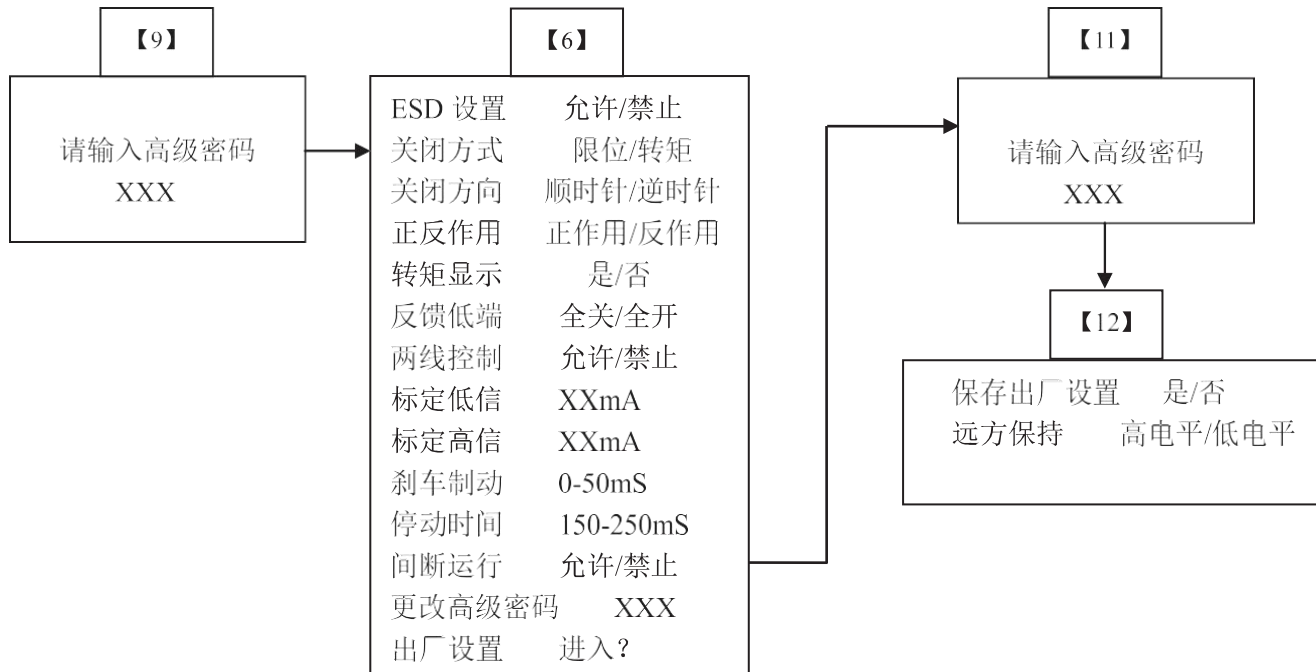 【9】
请输入高级密码
XXX
【6】
ESD 设置 允许/禁止
关闭方式 限位/转矩
关闭方向 顺时针/逆时针
正反作用 正作用/反作用
转矩显示 是/否
反馈低端 全关/全开
两线控制 允许/禁止
标定低信 XXmA
标定高信 XXmA
刹车制动 0-50mS
停动时间 150-250mS
间断运行 允许/禁止
更改高级密码 XXX
出厂设置 进入？
【11】
请输入高级密码
XXX
【12】
保存出厂设置 是/否
远方保持 高电平/低电平